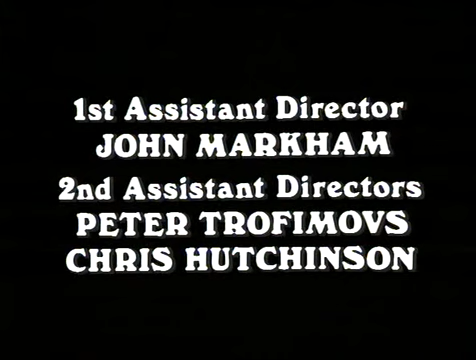 1st Assistant Director
JOHN MARKHAM
2nd Assistant Directors
PETER TROFIMOVS
CHRIS HUTCHINSON